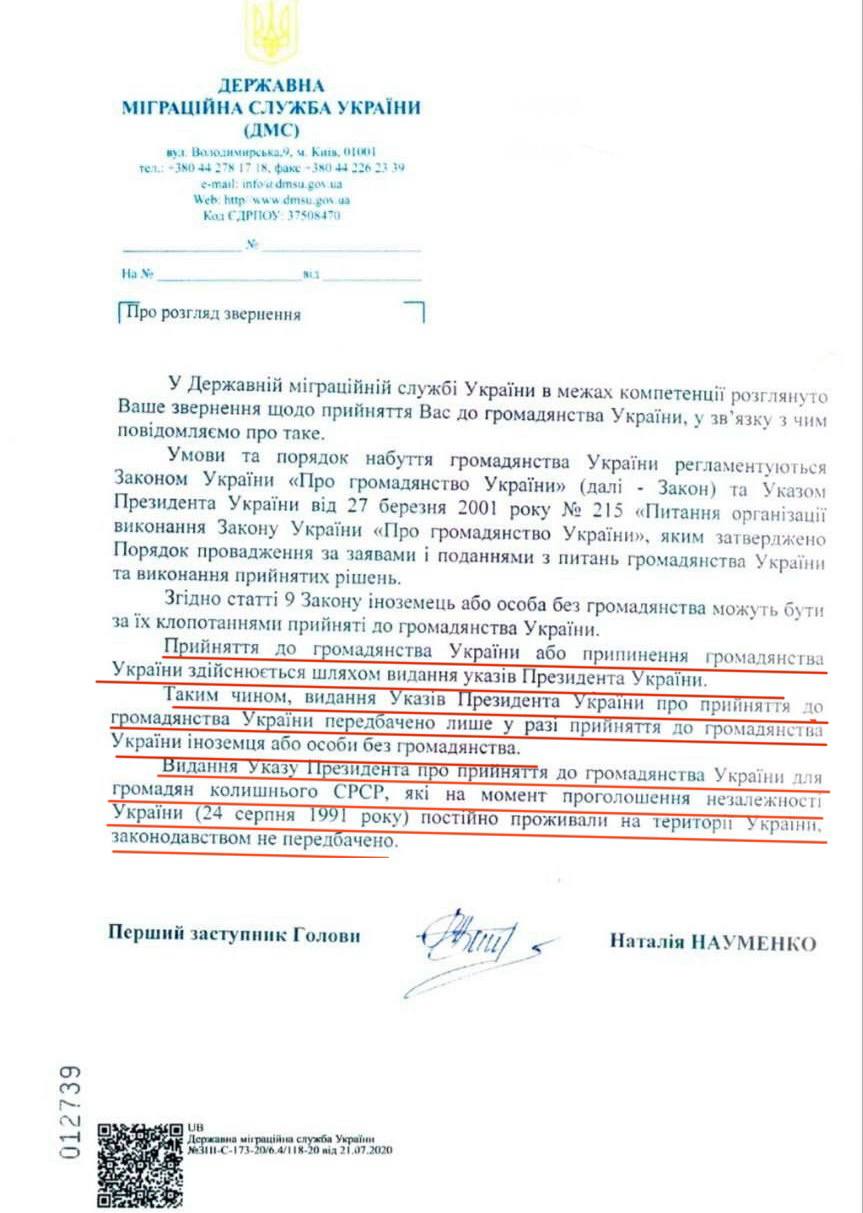 ДЕРЖАВНА
МІГРАЦІЙНА СЛУЖБА УКРАЇНИ
(ДМС)
вул. Володимирська,9, м. Київ, 01001
тел.: +380 44 278 17 18, факс +380 44 226 23 39
e-mail: info@dmsu.gov.ua
Web: http: www.dmsu.gov.ua
Код ЄДРПОУ: 37508470
№
На № від
Про розгляд звернення
У Державній міграційній службі України в межах компетенції розглянуто
Ваше звернення щодо прийняття Вас до громадянства України, у зв’язку з чим
повідомляємо про таке.
Умови та порядок набуття громадянства України регламентуються
Законом України «Про громадянство України» (далі - Закон) та Указом
Президента України від 27 березня 2001 року № 215 «Питання організації
виконання Закону України «Про громадянство України», яким затверджено
Порядок провадження за заявами і поданнями з питань громадянства України
та виконання прийнятих рішень.
Згідно статті 9 Закону іноземець або особа без громадянства можуть бути
за їх клопотаннями прийняті до громадянства України.
Прийняття до громадянства України або припинення громадянства
України здійснюється шляхом видання указів Президента України.
Таким чином, видання Указів Президента України про прийняття до
громадянства України передбачено лише у разі прийняття до громадянства
України іноземця або особи без громадянства.
Видання Указу Президента про прийняття до громадянства України для
громадян колишнього СРСР, які на момент проголошення незалежності
України (24 серпня 1991 року) постійно проживали на території України,
законодавством не передбачено.
Перший заступник Голови
Наталія НАУМЕНКО
012739
UB
Державна міграційна служба України
№ЗПІ-С-173-20/6.4/118-20 від 21.07.2020